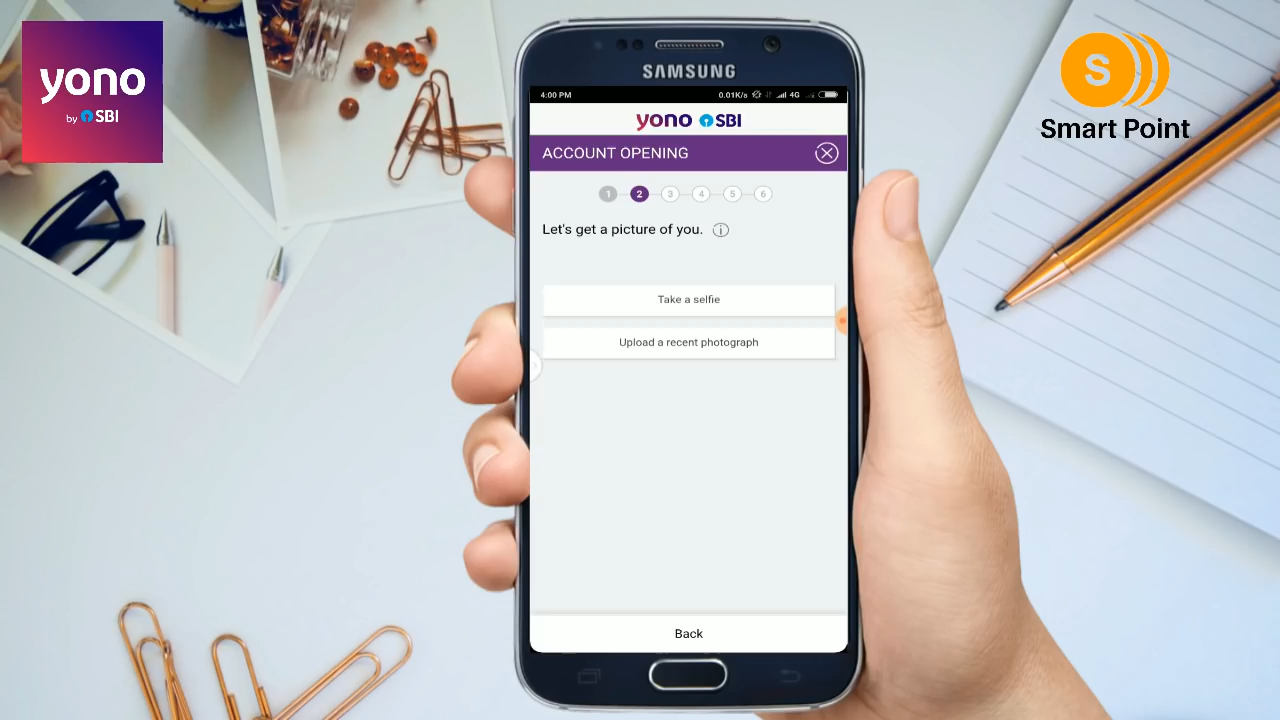 yono
by SBI
S
Smart Point
SAMSUNG
4:00 PM 0.01K/s 4G
yono SBI
ACCOUNT OPENING
1 2 3 4 5 6
Let's get a picture of you.
Take a selfie
Upload a recent photograph
Back